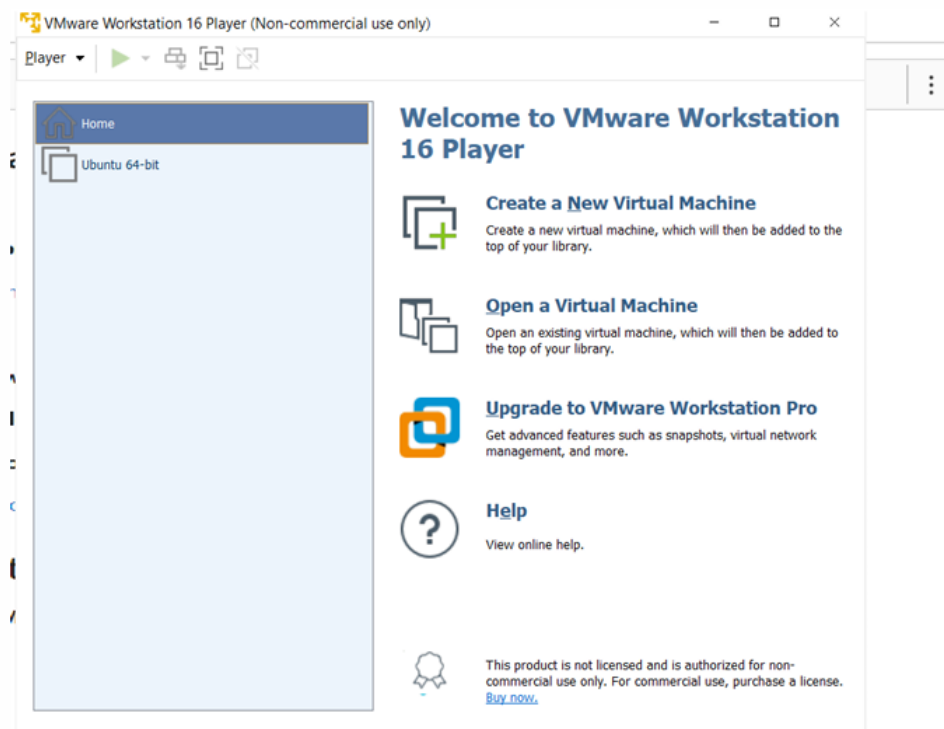 VMware Workstation 16 Player (Non-commercial use only)
Player
Home
Ubuntu 64-bit
Welcome to VMware Workstation
16 Player
Create a New Virtual Machine
Create a new virtual machine, which will then be added to the
top of your library.
Open a Virtual Machine
Open an existing virtual machine, which will then be added to
the top of your library.
Upgrade to VMware Workstation Pro
Get advanced features such as snapshots, virtual network
management, and more.
Help
View online help.
This product is not licensed and is authorized for non-
commercial use only. For commercial use, purchase a license.
Buy now.